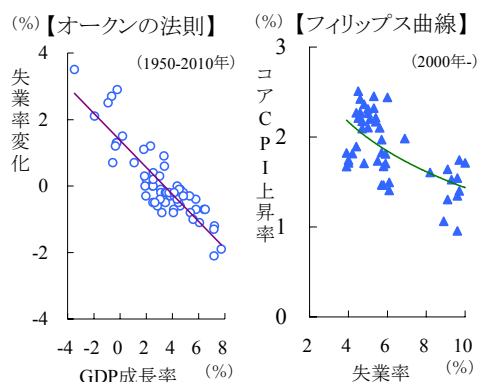 (%)【オークンの法則】
(1950-2010年)
失業率変化
4
2
0
-2
-4
-4 -2 0 2 4 6 8
GDP成長率 (%)
(%)【フィリップス曲線】
(2000年-)
コアCPI上昇率
3
2
1
0
2 4 6 8 10
失業率 (%)